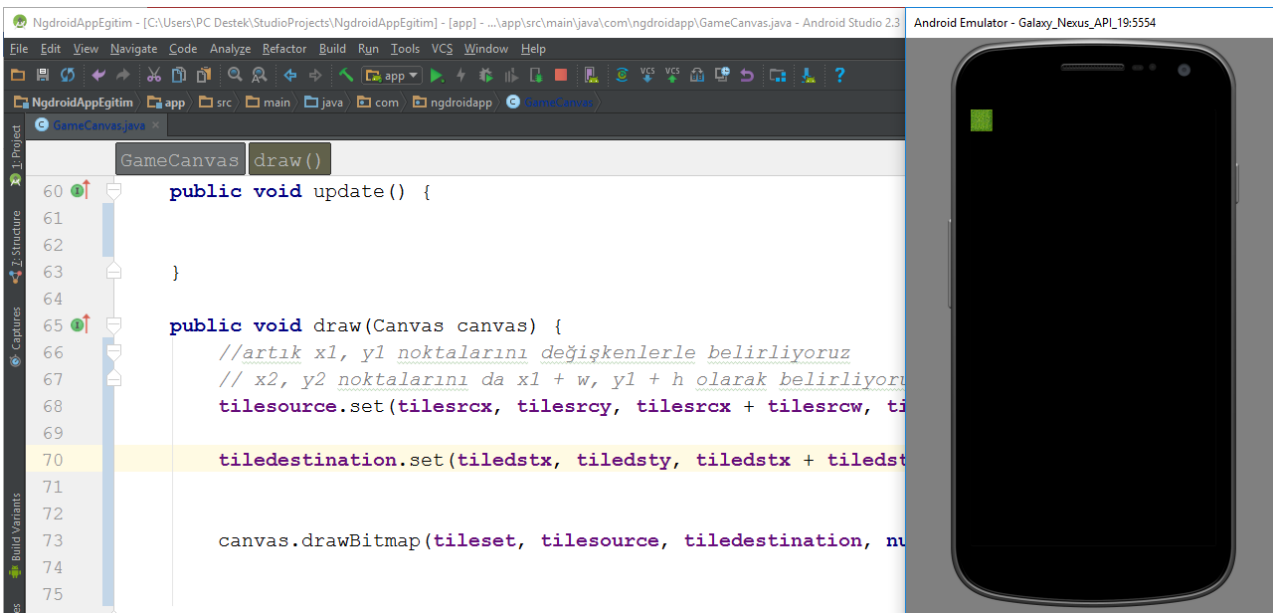 NgdroidAppEgitim - [C:\Users\PC Destek\StudioProjects\NgdroidAppEgitim] - [app] - ...\app\src\main\java\com\ngdroidapp\GameCanvas.java - Android Studio 2.3
Android Emulator - Galaxy_Nexus_API_19:5554
File Edit View Navigate Code Analyze Refactor Build Run Tools VCS Window Help
app
VCS VCS
NgdroidAppEgitim app src main java com ngdroidapp GameCanvas
GameCanvas.java
1: Project
7: Structure
Captures
Build Variants
GameCanvas draw()
60 public void update() {
61
62
63 }
64
65 public void draw(Canvas canvas) {
66 //artık x1, y1 noktalarını değişkenlerle belirliyoruz
67 // x2, y2 noktalarını da x1 + w, y1 + h olarak belirliyoru
68 tilesource.set(tilesrcx, tilesrcy, tilesrcx + tilesrcw, ti
69
70 tiledestination.set(tiledstx, tiledsty, tiledstx + tiledst
71
72
73 canvas.drawBitmap(tileset, tilesource, tiledestination, nu
74
75